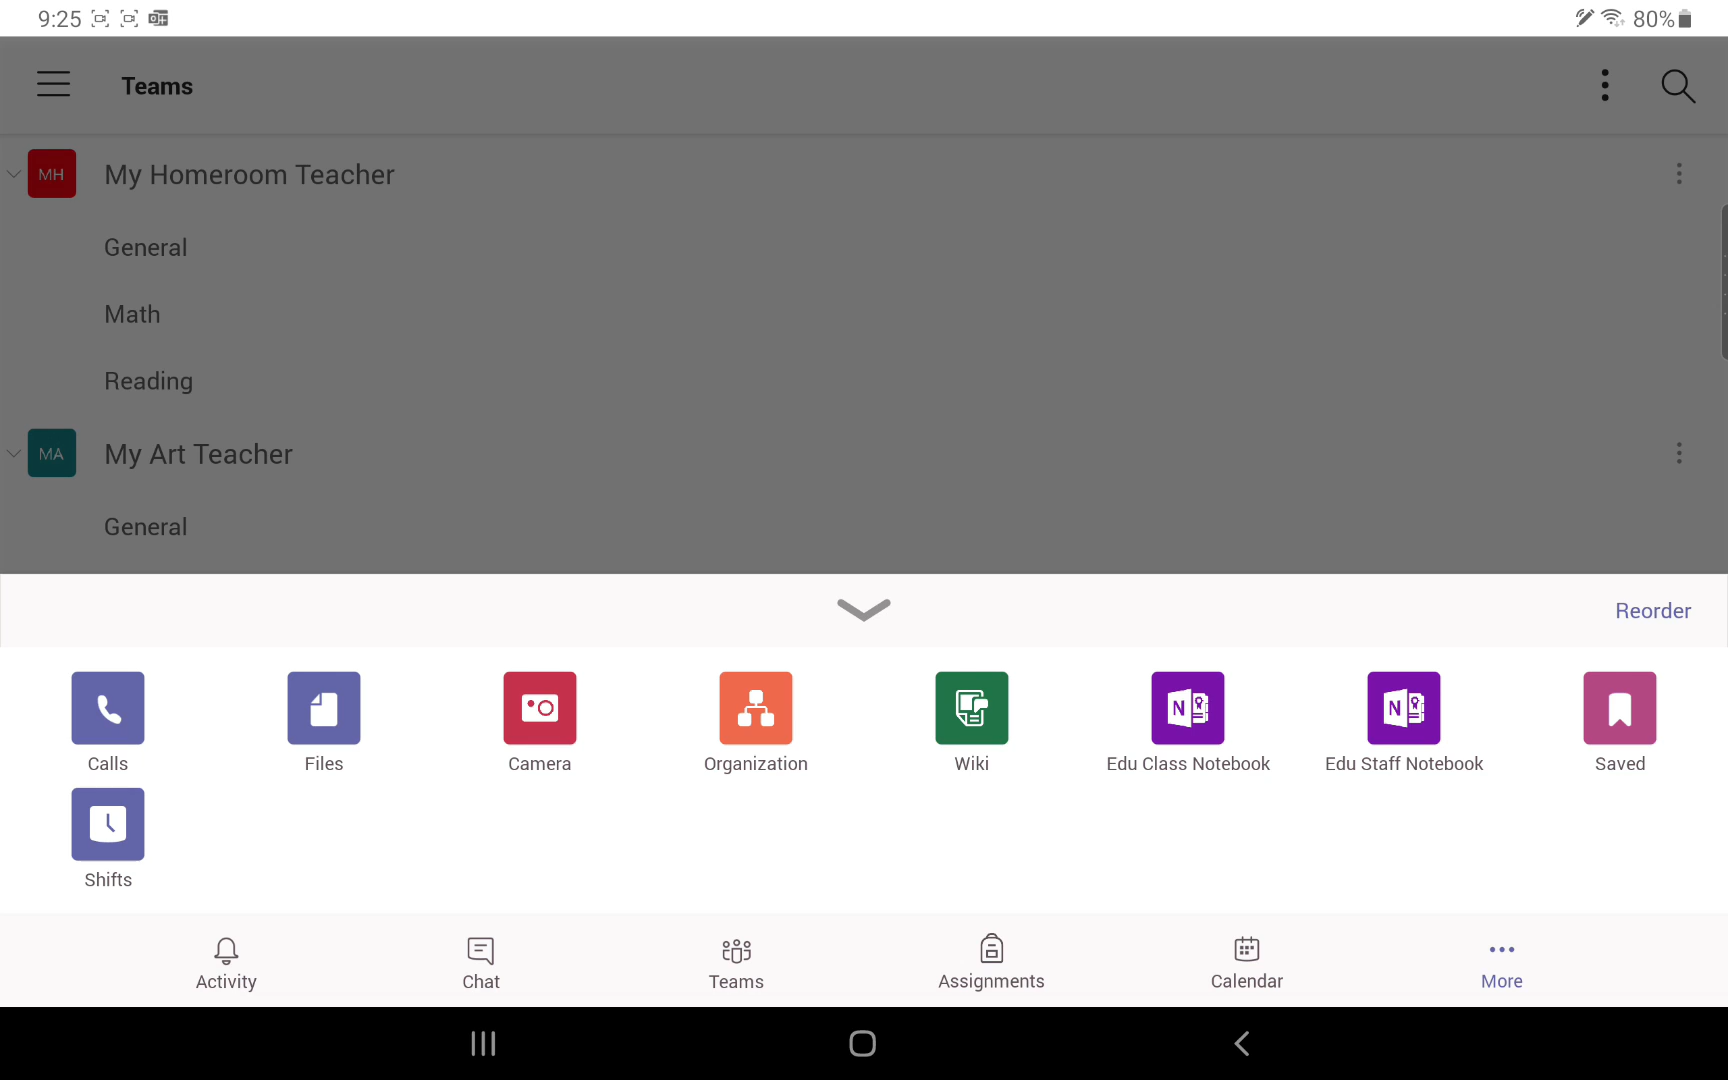 9:25
80%
Teams
MH My Homeroom Teacher
General
Math
Reading
MA My Art Teacher
General
Reorder
Calls Files Camera Organization Wiki Edu Class Notebook Edu Staff Notebook Saved
Shifts
Activity Chat Teams Assignments Calendar More